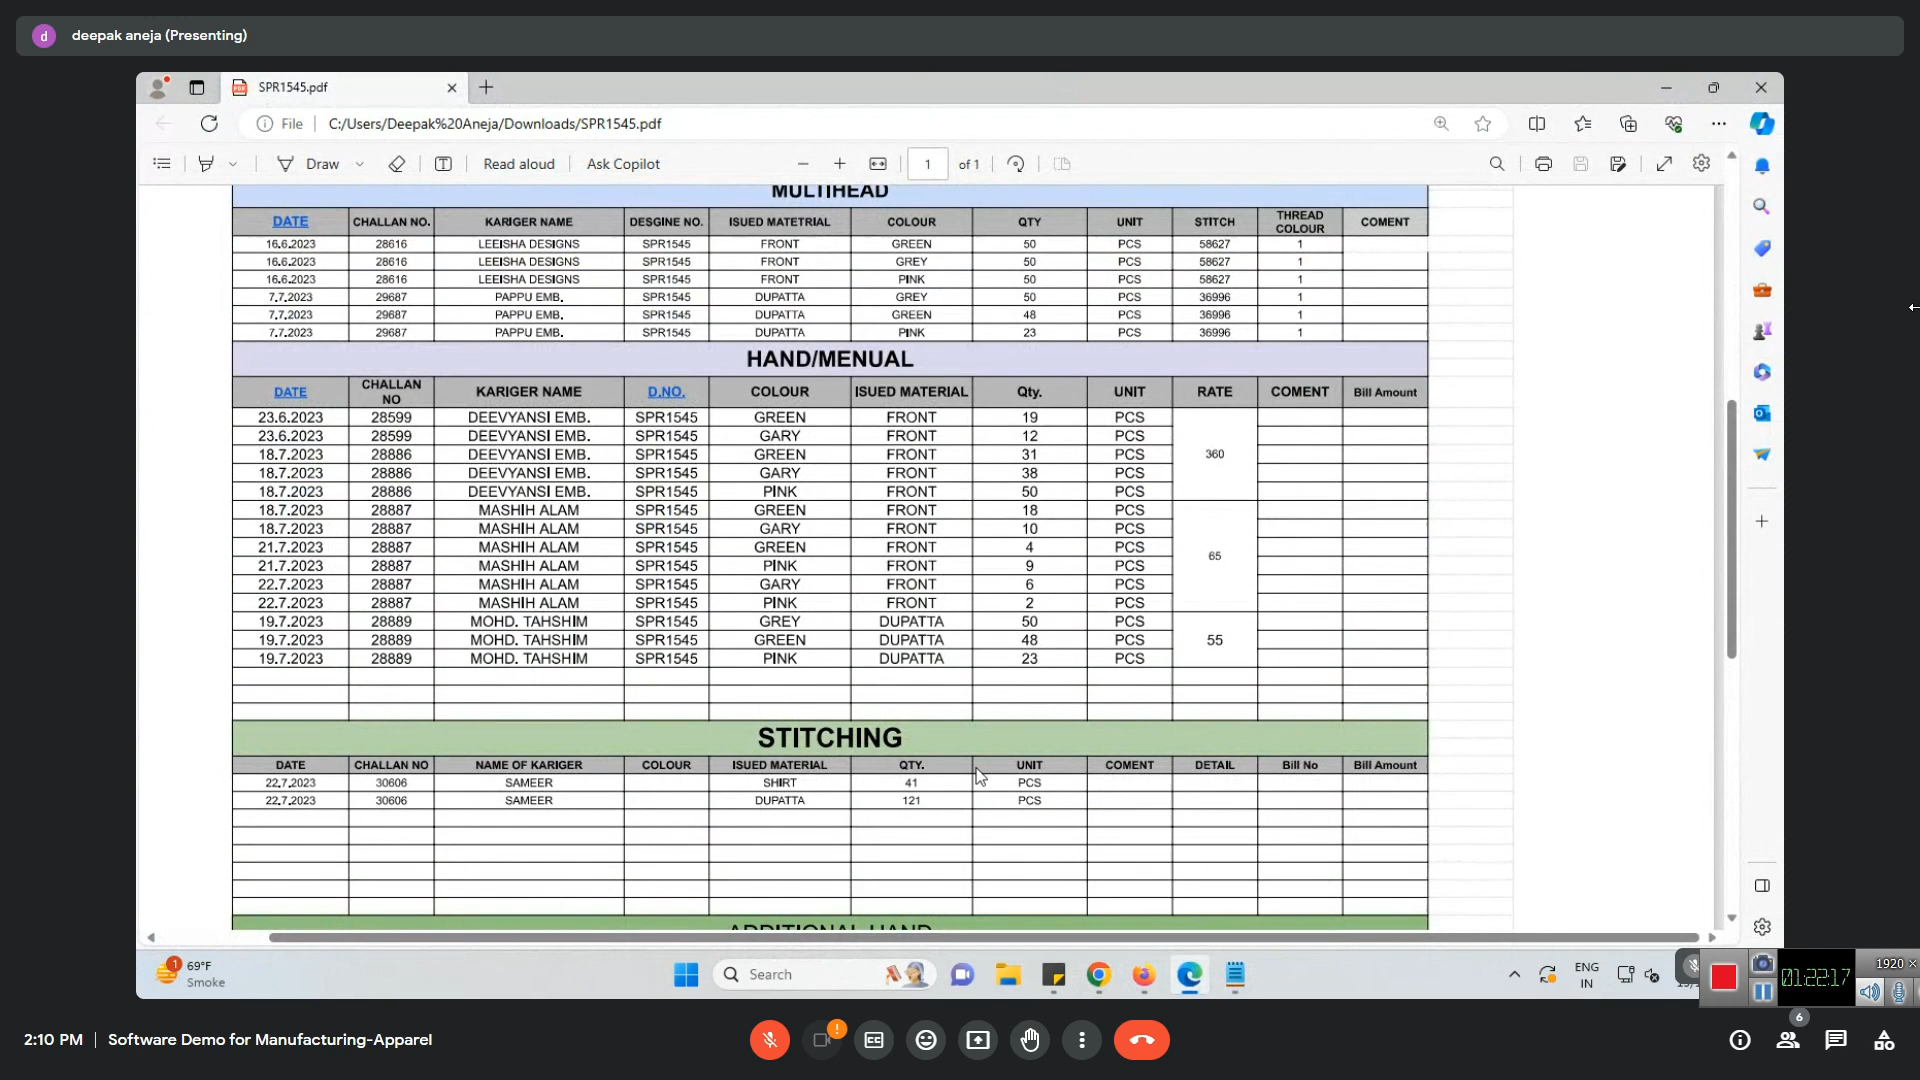 d deepak aneja (Presenting)
SPR1545.pdf
File C:/Users/Deepak%20Aneja/Downloads/SPR1545.pdf
Draw Read aloud Ask Copilot 1 of 1
MULTIHEAD
DATE CHALLAN NO. KARIGER NAME DESGINE NO. ISUED MATETRIAL COLOUR QTY UNIT STITCH THREAD COLOUR COMENT
16.6.2023 28616 LEEISHA DESIGNS SPR1545 FRONT GREEN 50 PCS 58627 1
16.6.2023 28616 LEEISHA DESIGNS SPR1545 FRONT GREY 50 PCS 58627 1
16.6.2023 28616 LEEISHA DESIGNS SPR1545 FRONT PINK 50 PCS 58627 1
7.7.2023 29687 PAPPU EMB. SPR1545 DUPATTA GREY 50 PCS 36996 1
7.7.2023 29687 PAPPU EMB. SPR1545 DUPATTA GREEN 48 PCS 36996 1
7.7.2023 29687 PAPPU EMB. SPR1545 DUPATTA PINK 23 PCS 36996 1
HAND/MENUAL
DATE CHALLAN NO KARIGER NAME D.NO. COLOUR ISUED MATERIAL Qty. UNIT RATE COMENT Bill Amount
23.6.2023 28599 DEEVYANSI EMB. SPR1545 GREEN FRONT 19 PCS
23.6.2023 28599 DEEVYANSI EMB. SPR1545 GARY FRONT 12 PCS
18.7.2023 28886 DEEVYANSI EMB. SPR1545 GREEN FRONT 31 PCS 360
18.7.2023 28886 DEEVYANSI EMB. SPR1545 GARY FRONT 38 PCS
18.7.2023 28886 DEEVYANSI EMB. SPR1545 PINK FRONT 50 PCS
18.7.2023 28887 MASHIH ALAM SPR1545 GREEN FRONT 18 PCS
18.7.2023 28887 MASHIH ALAM SPR1545 GARY FRONT 10 PCS
21.7.2023 28887 MASHIH ALAM SPR1545 GREEN FRONT 4 PCS 65
21.7.2023 28887 MASHIH ALAM SPR1545 PINK FRONT 9 PCS
22.7.2023 28887 MASHIH ALAM SPR1545 GARY FRONT 6 PCS
22.7.2023 28887 MASHIH ALAM SPR1545 PINK FRONT 2 PCS
19.7.2023 28889 MOHD. TAHSHIM SPR1545 GREY DUPATTA 50 PCS
19.7.2023 28889 MOHD. TAHSHIM SPR1545 GREEN DUPATTA 48 PCS 55
19.7.2023 28889 MOHD. TAHSHIM SPR1545 PINK DUPATTA 23 PCS
STITCHING
DATE CHALLAN NO NAME OF KARIGER COLOUR ISUED MATERIAL QTY. UNIT COMENT DETAIL Bill No Bill Amount
22.7.2023 30606 SAMEER SHIRT 41 PCS
22.7.2023 30606 SAMEER DUPATTA 121 PCS
ADDITIONAL HAND
1 69°F
Smoke
Search
ENG
IN
01:22:17
1920 ×
6
2:10 PM Software Demo for Manufacturing-Apparel